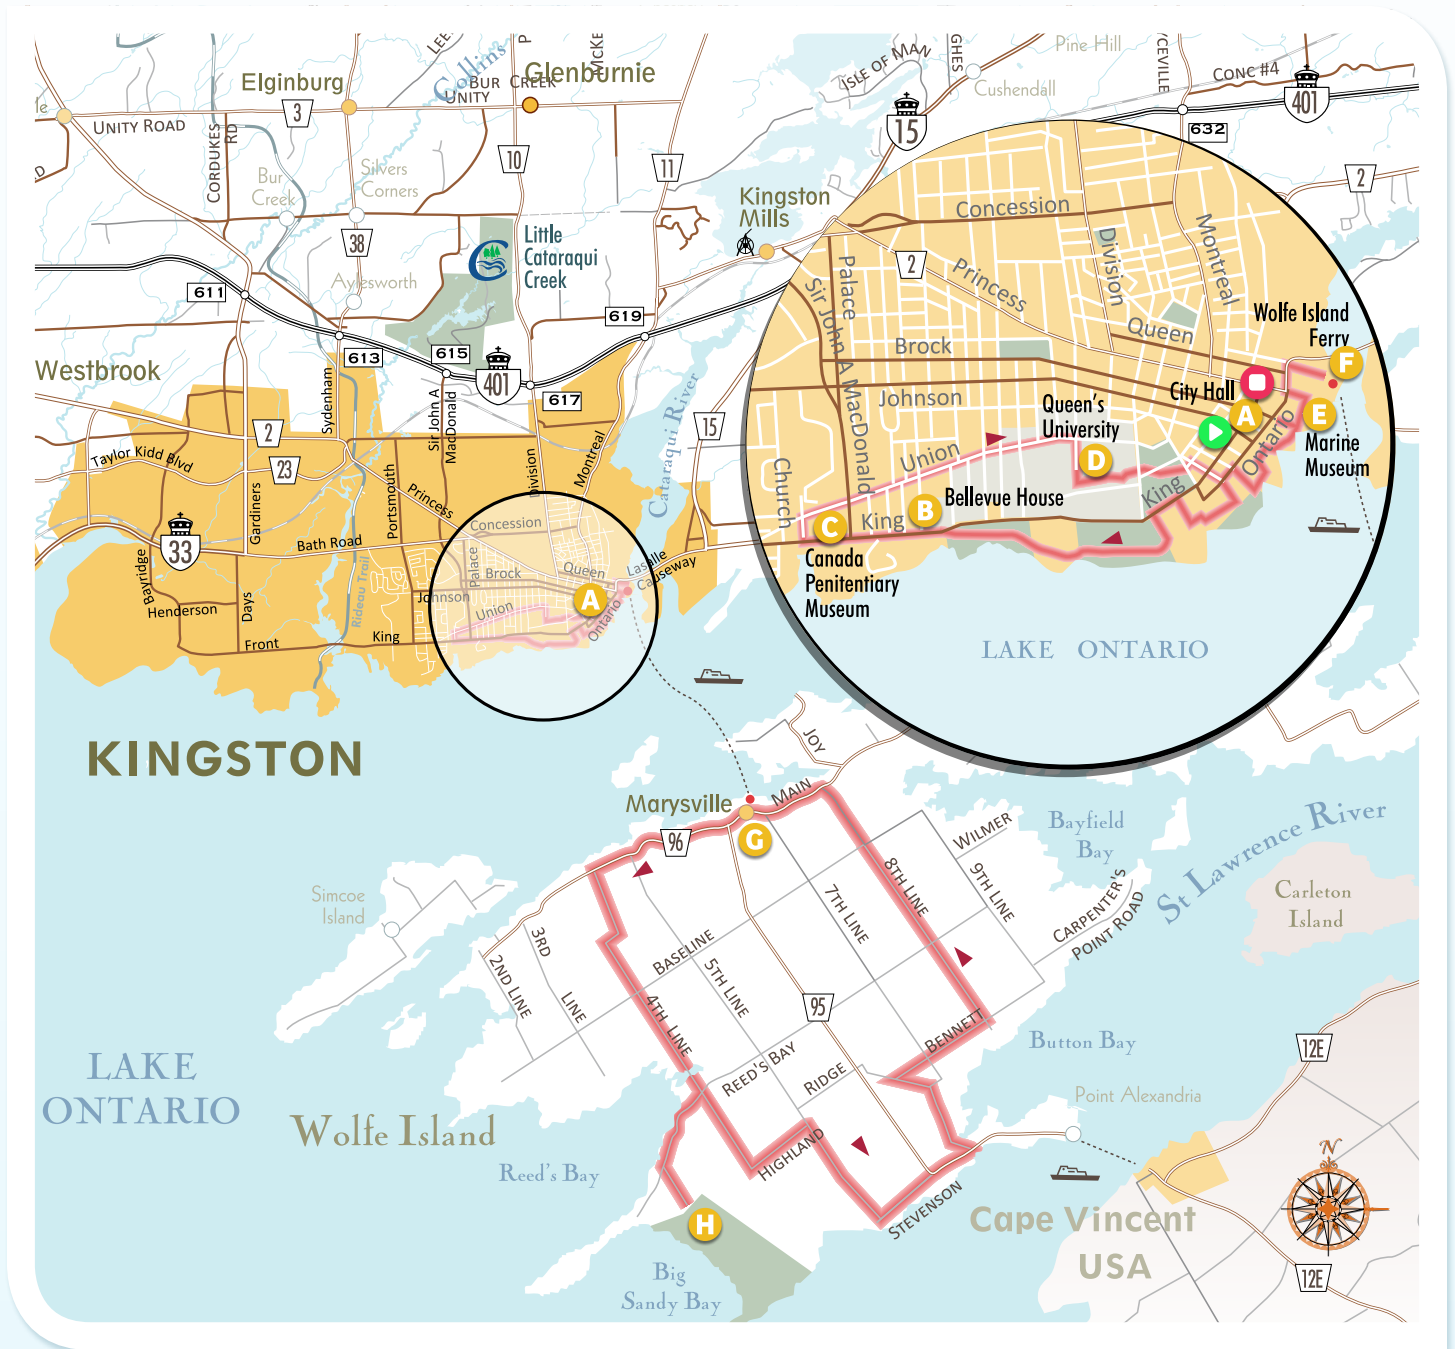 Elginburg
Collins
BUR CREEK
Glenburnie
UNITY
3
UNITY ROAD
CORDUKES
RD
10
11
Bur
Creek
Silvers
Corners
38
Aylesworth
Little
Cataraqui
Creek
Kingston
Mills
ISLE OF MAN
GHES
Pine Hill
Cushendall
YCEVILLE
CONC #4
401
15
632
2
611
613
615
619
617
401
Westbrook
2
23
Taylor Kidd Blvd
Sydenham
Sir John A
MacDonald
Portsmouth
Princess
Division
Montreal
Cataraqui River
15
33
Gardiners
Bath Road
Bayridge
Henderson
Days
Front
Rideau Trail
King
Concession
Palace
Brock
Johnson
Union
Queen
A
Ontario
Lasalle
Causeway
KINGSTON
Concession
Division
Montreal
2
Princess
Palace
Sir John A MacDonald
Queen
Wolfe Island
Ferry
F
Brock
Johnson
City Hall
A
E
Ontario
Marine
Museum
Queen's
University
D
Union
Church
King
B
Bellevue House
King
C
Canada
Penitentiary
Museum
LAKE ONTARIO
JOY
Marysville
MAIN
G
96
WILMER
Bayfield
Bay
St Lawrence River
Carleton
Island
8TH LINE
9TH LINE
7TH LINE
CARPENTER'S
POINT ROAD
Simcoe
Island
3RD
LINE
2ND LINE
BASELINE
5TH LINE
4TH LINE
95
BENNETT
REED'S BAY
RIDGE
Button Bay
Point Alexandria
12E
LAKE
ONTARIO
Wolfe Island
Reed's Bay
HIGHLAND
STEVENSON
H
Big
Sandy Bay
Cape Vincent
USA
N
12E